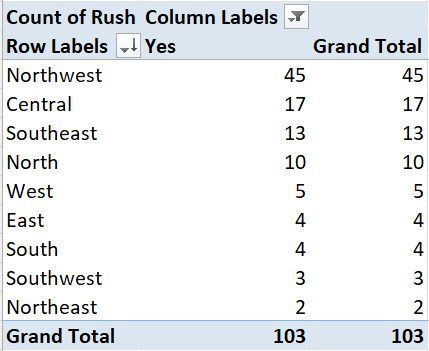 Count of Rush Column Labels
Row Labels Yes Grand Total
Northwest 45 45
Central 17 17
Southeast 13 13
North 10 10
West 5 5
East 4 4
South 4 4
Southwest 3 3
Northeast 2 2
Grand Total 103 103